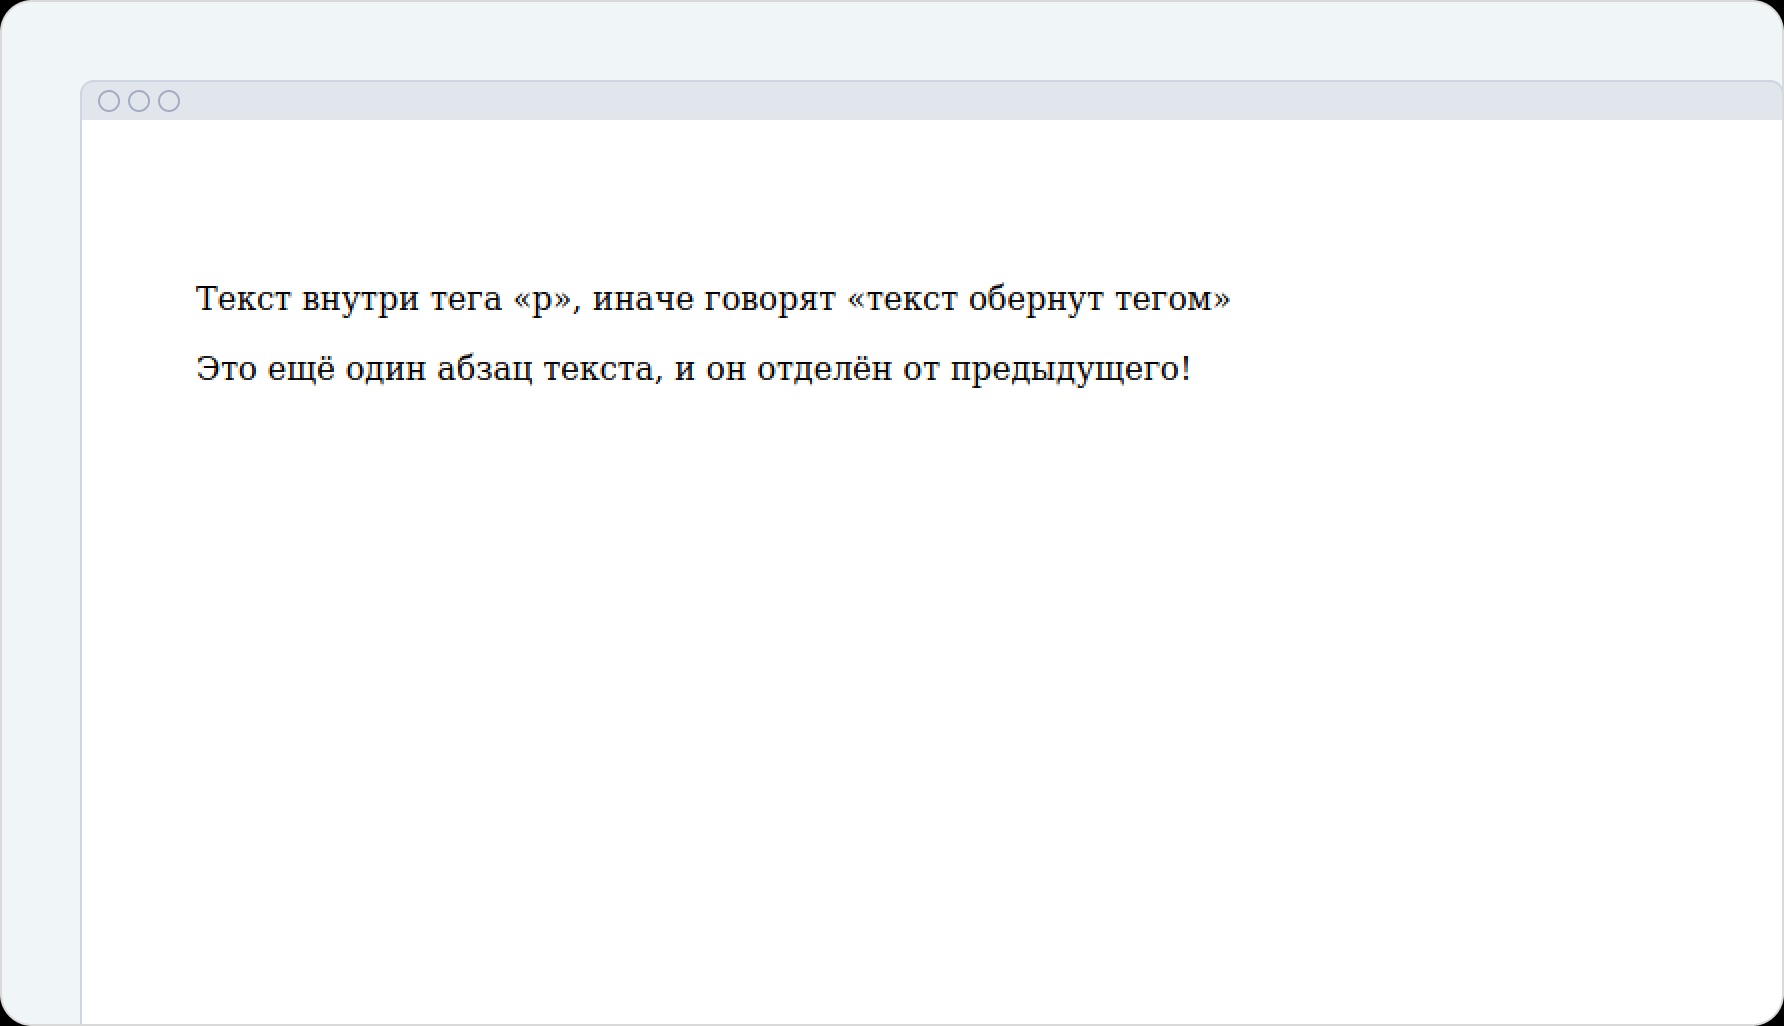 Текст внутри тега «p», иначе говорят «текст обернут тегом»
Это ещё один абзац текста, и он отделён от предыдущего!